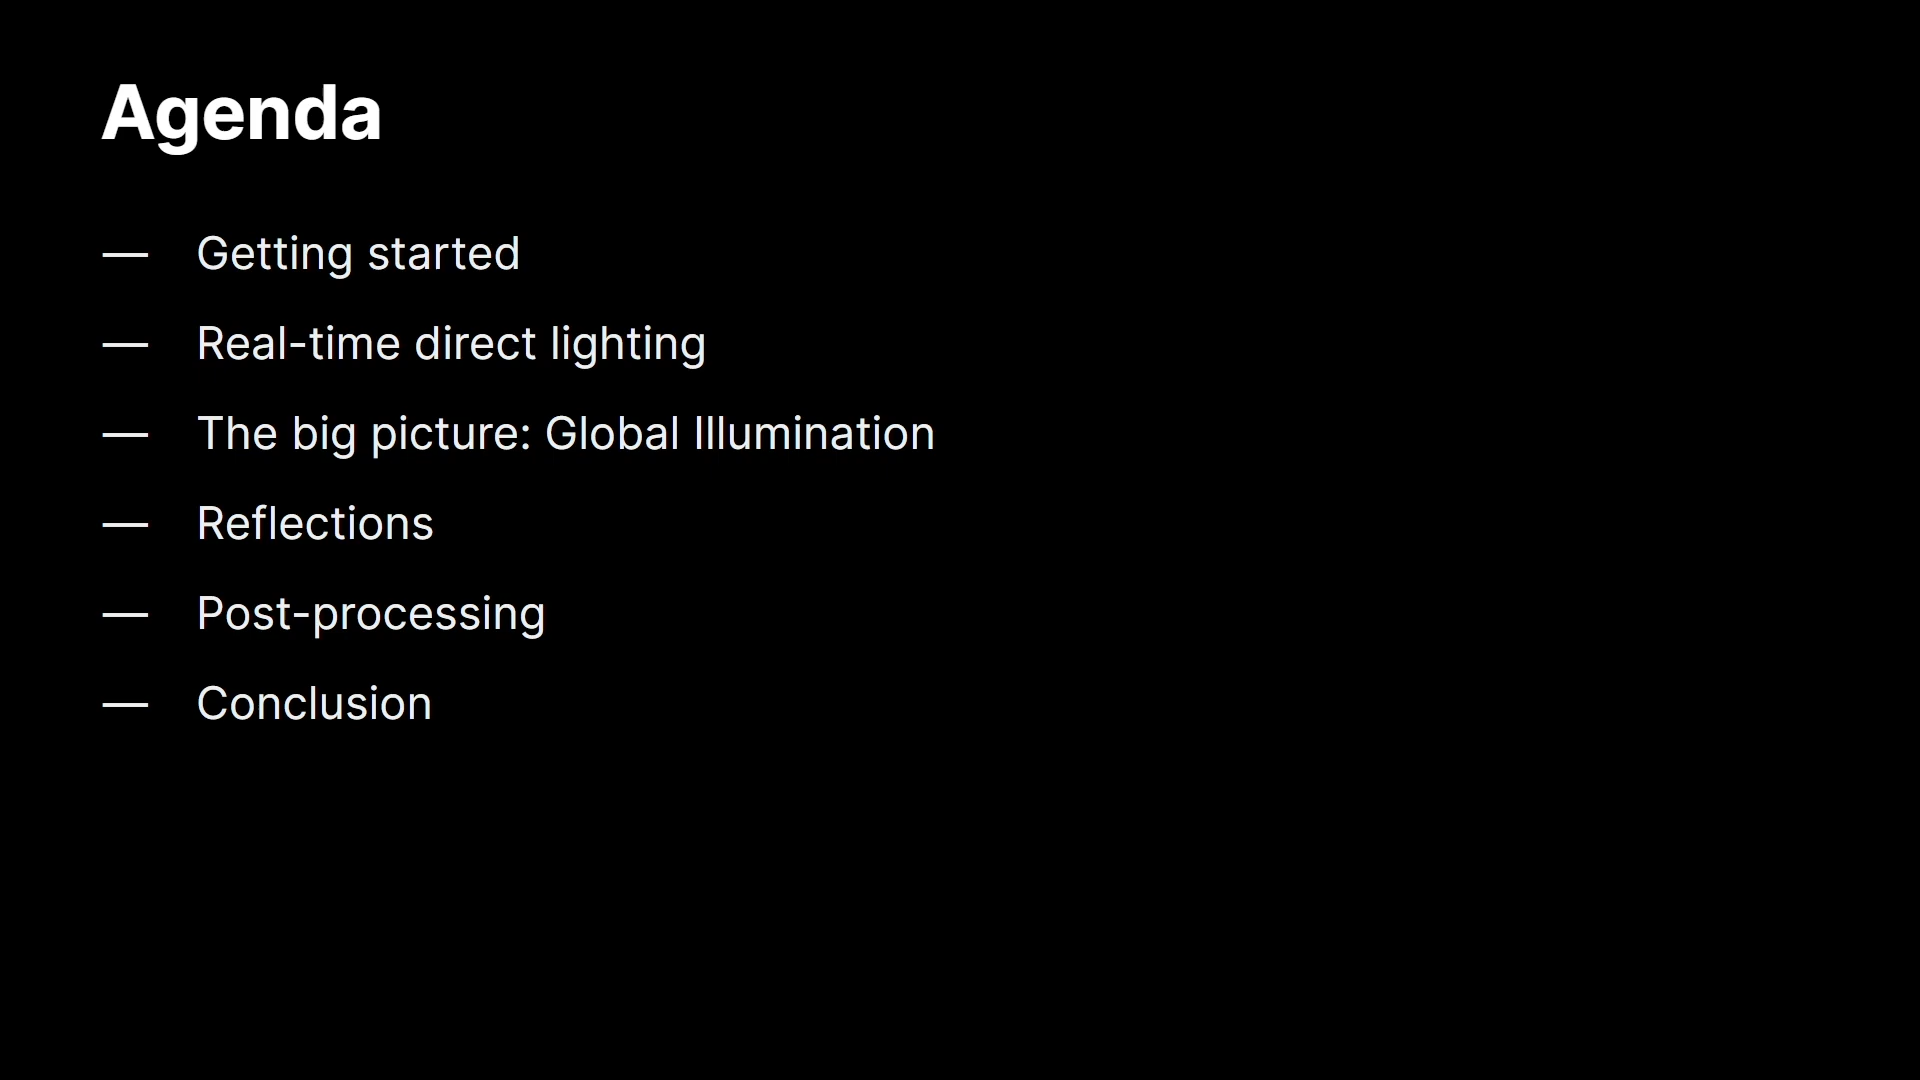 Agenda
— Getting started
— Real-time direct lighting
— The big picture: Global Illumination
— Reflections
— Post-processing
— Conclusion